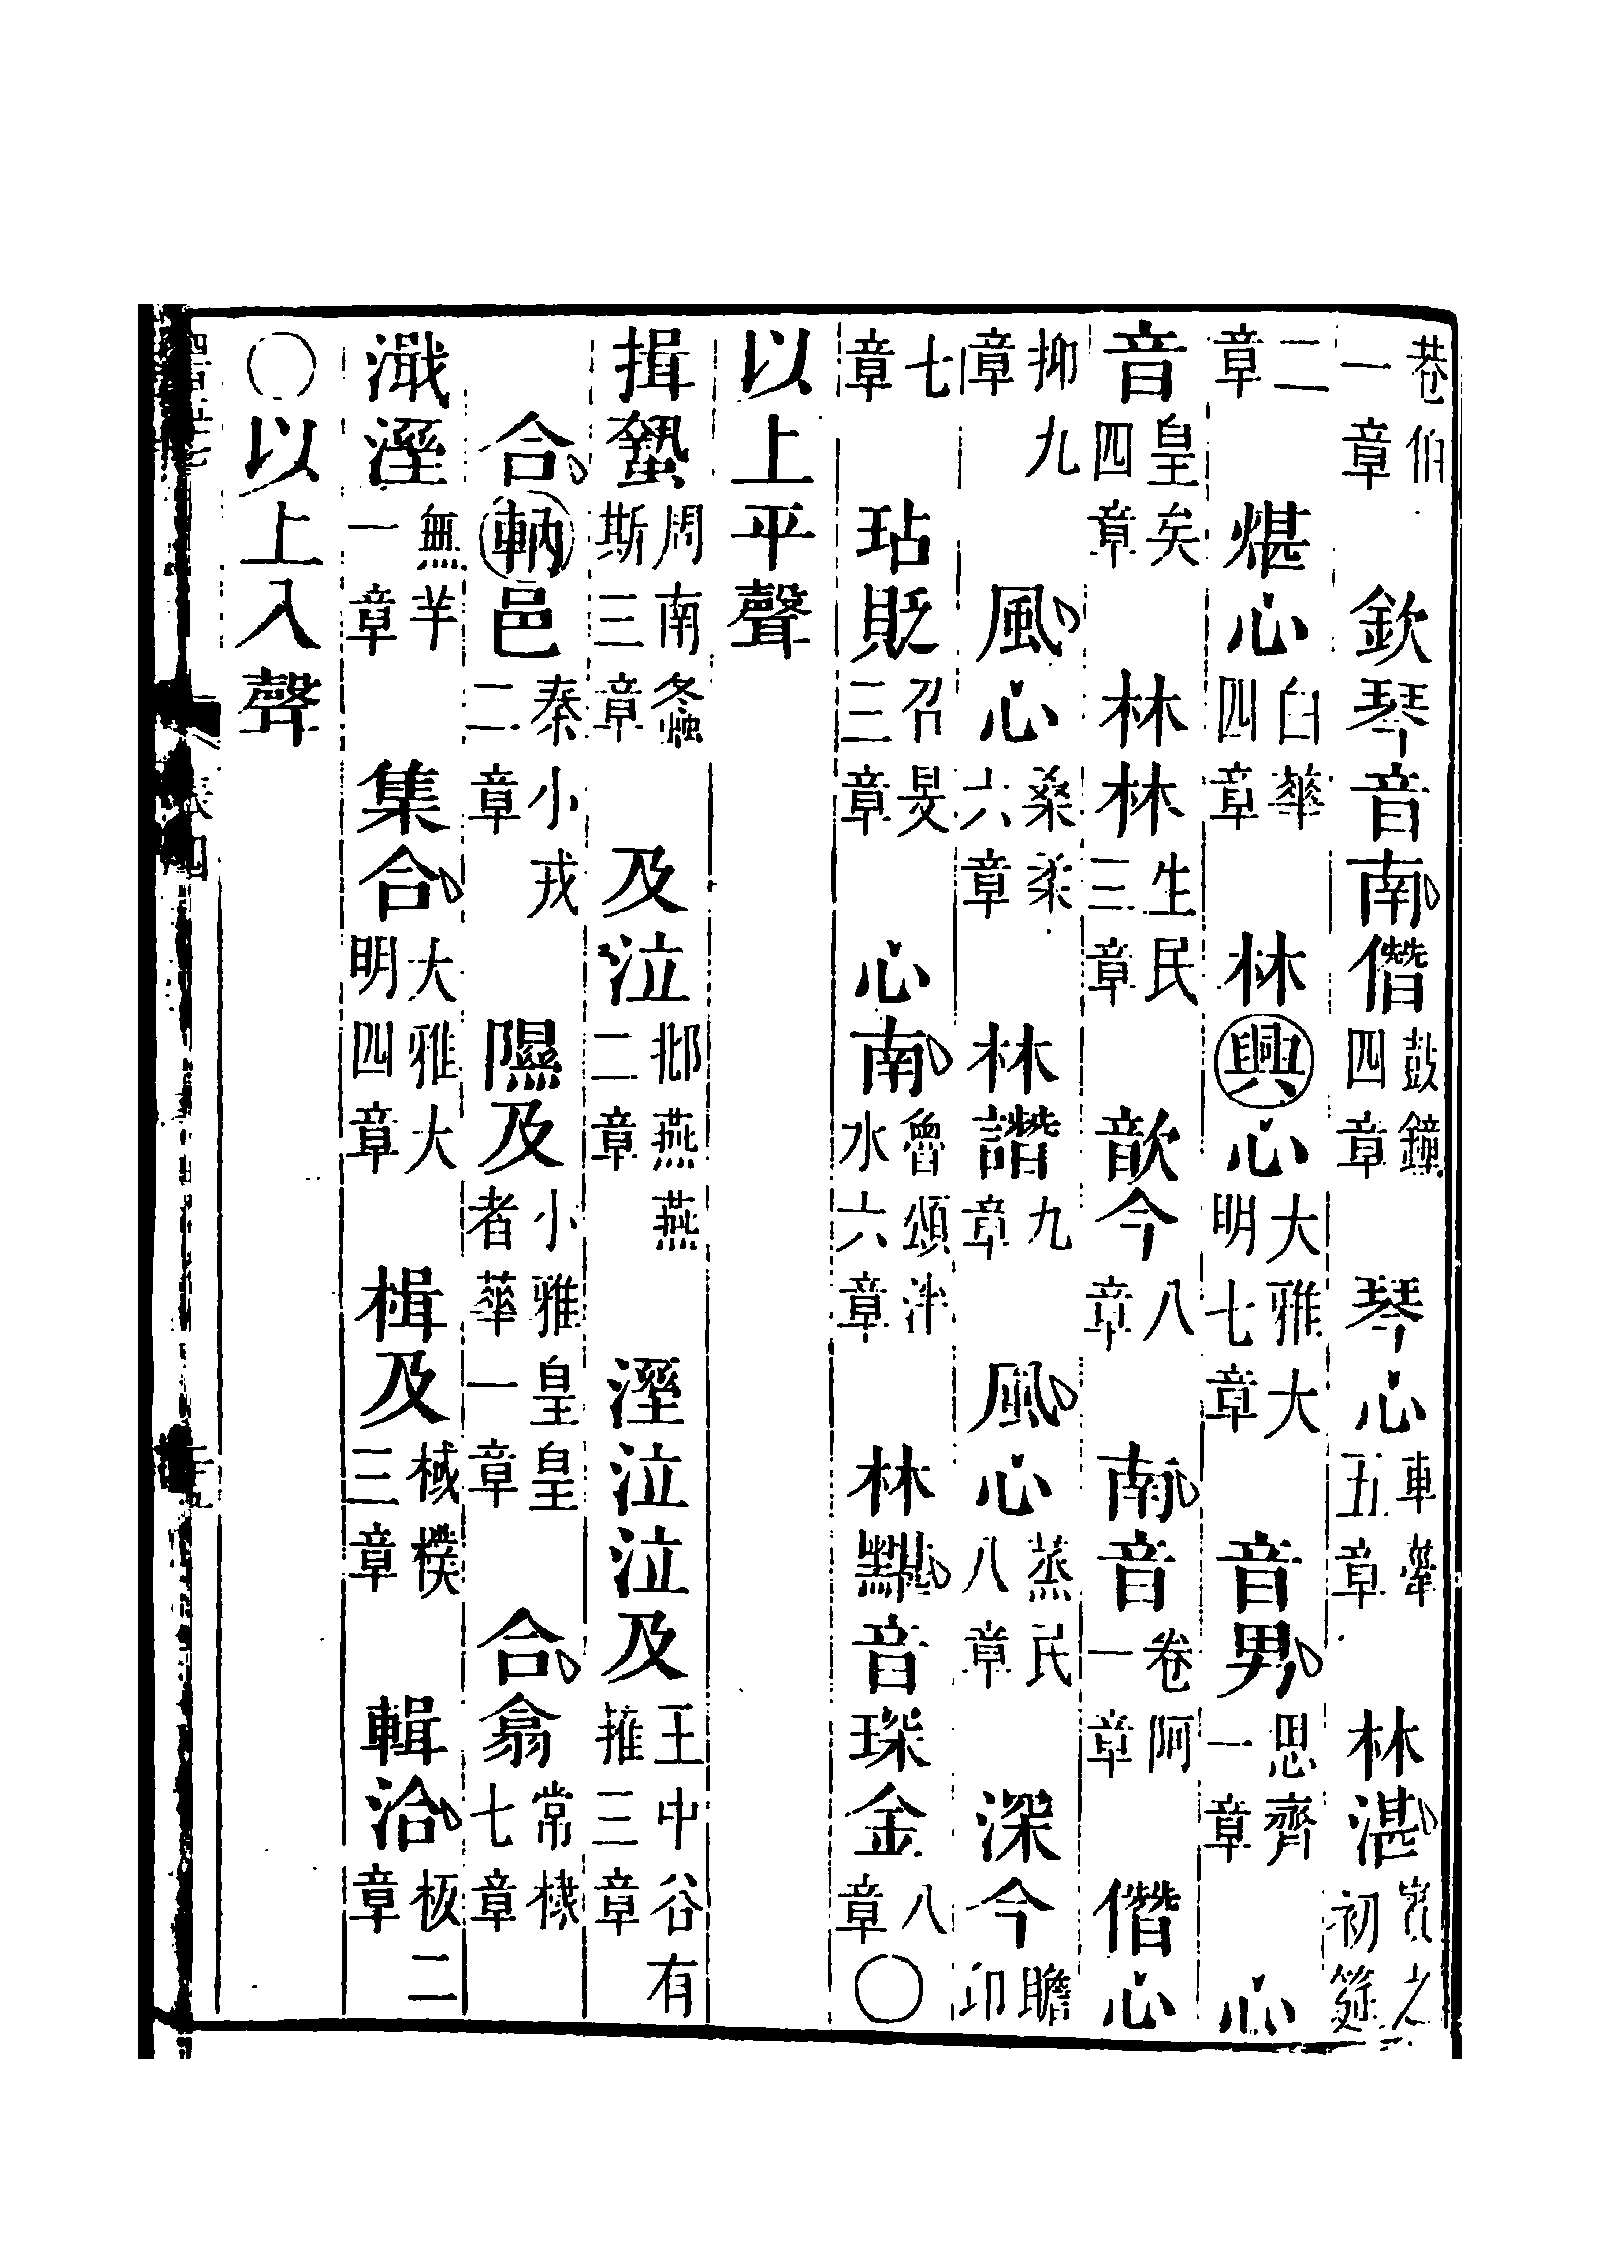 巷伯一章　欽琴音南僭鼓鐘四章　琴心車舝五章　林湛賓之初筵
二章　煁心白華四章　林興心大雅大明七章　音男思齊一章　心
音皇矣四章　林林生民三章　歆今八章　南音卷阿一章　僭心
抑九章　風心桑柔六章　林譖九章　風心蒸民八章　深今瞻卬
七章　玷貶召旻三章　心南魯頌泮水六章　林黮音琛金八章〇
以上平聲
揖蟄周南螽斯三章　及泣邶燕燕二章　溼泣泣及王中谷有蓷三章
合軜邑秦小戎二章　隰及小雅皇皇者華一章　合翕常棣七章
濈溼無羊一章　集合大雅大明四章　楫及棫樸三章　輯洽板二章
〇以上入聲